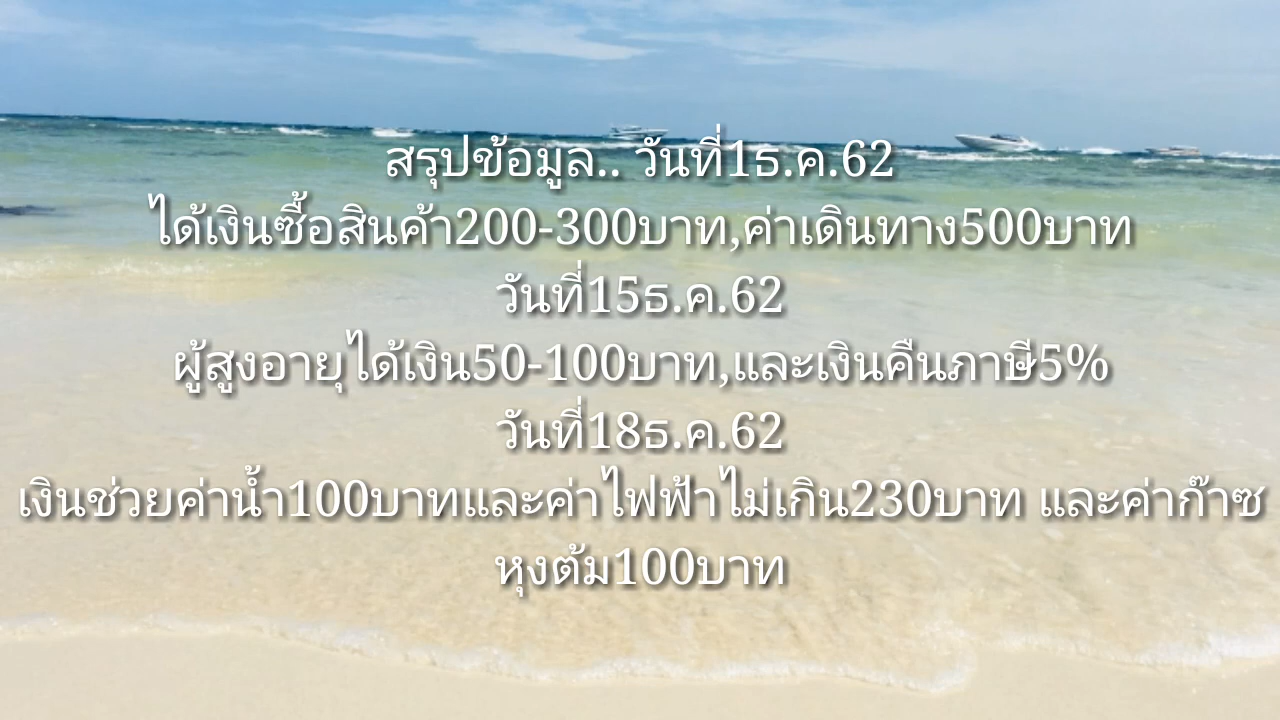 สรุปข้อมูล.. วันที่1ธ.ค.62
ได้เงินซื้อสินค้า200-300บาท,ค่าเดินทาง500บาท
วันที่15ธ.ค.62
ผู้สูงอายุได้เงิน50-100บาท,และเงินคืนภาษี5%
วันที่18ธ.ค.62
เงินช่วยค่าน้ำ100บาทและค่าไฟฟ้าไม่เกิน230บาท และค่าก๊าซ
หุงต้ม100บาท